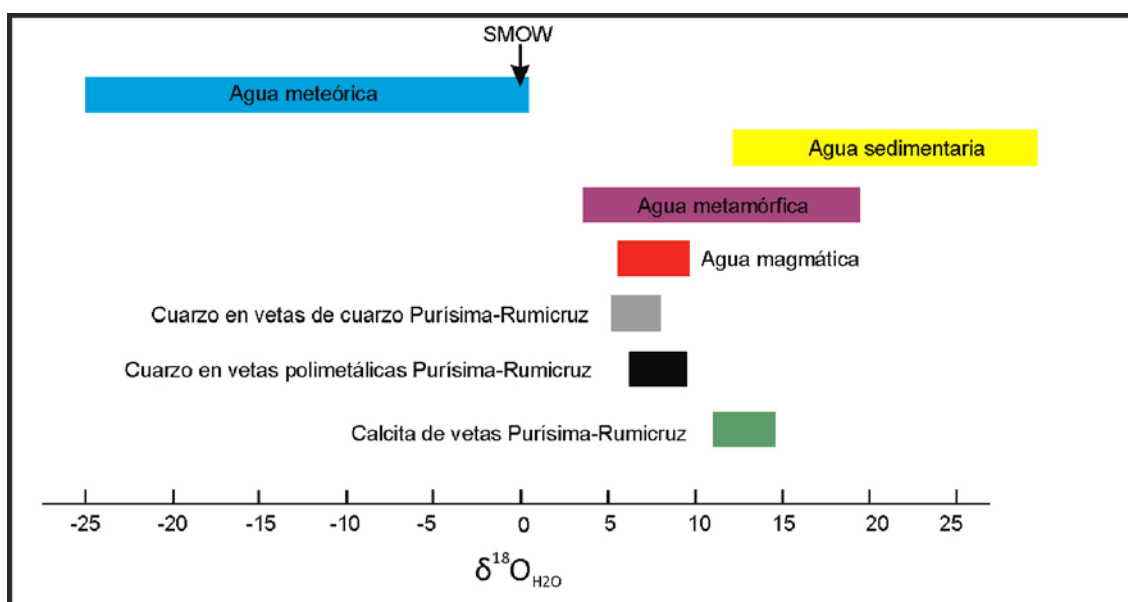 SMOW
Agua meteórica
Agua sedimentaria
Agua metamórfica
Agua magmática
Cuarzo en vetas de cuarzo Purísima-Rumicruz
Cuarzo en vetas polimetálicas Purísima-Rumicruz
Calcita de vetas Purísima-Rumicruz
-25 -20 -15 -10 -5 0 5 10 15 20 25
δ¹⁸O H2O